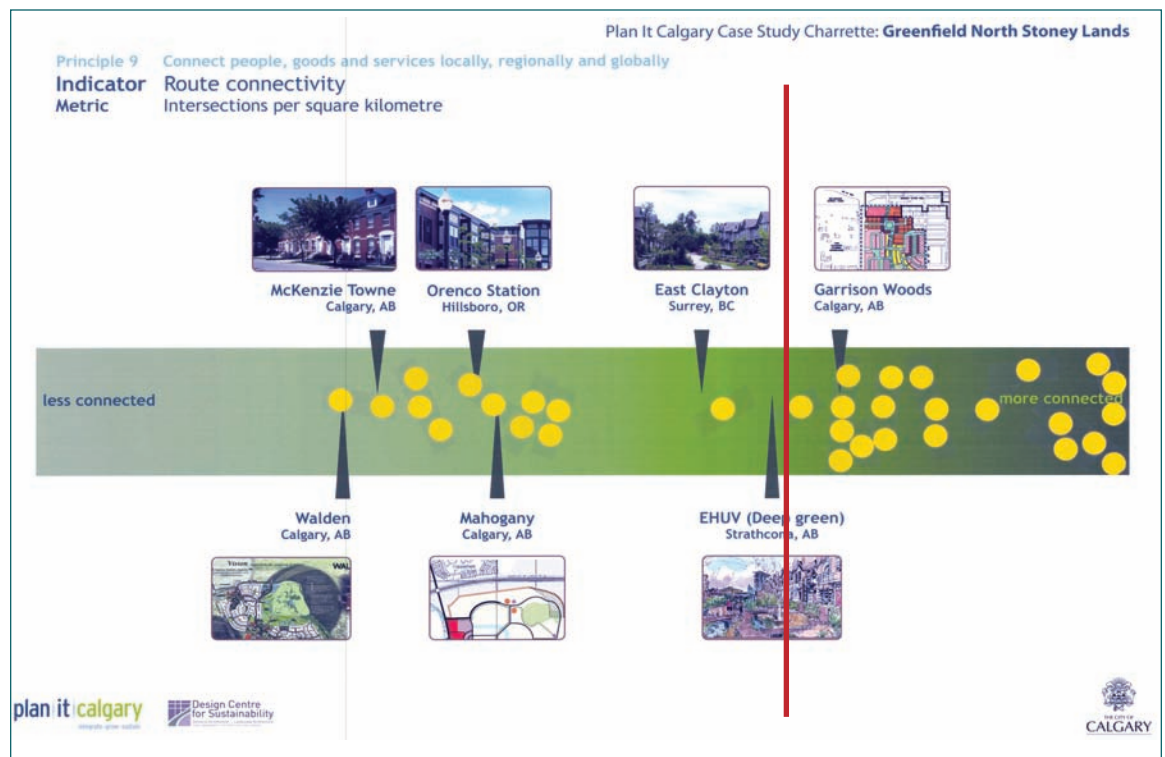 Plan It Calgary Case Study Charrette: Greenfield North Stoney Lands
Principle 9 Connect people, goods and services locally, regionally and globally
Indicator Route connectivity
Metric Intersections per square kilometre
McKenzie Towne
Calgary, AB
Orenco Station
Hillsboro, OR
East Clayton
Surrey, BC
Garrison Woods
Calgary, AB
less connected
more connected
Walden
Calgary, AB
Mahogany
Calgary, AB
EHUV (Deep green)
Strathcona, AB
plan|it|calgary
Design Centre
for Sustainability
THE CITY OF
CALGARY